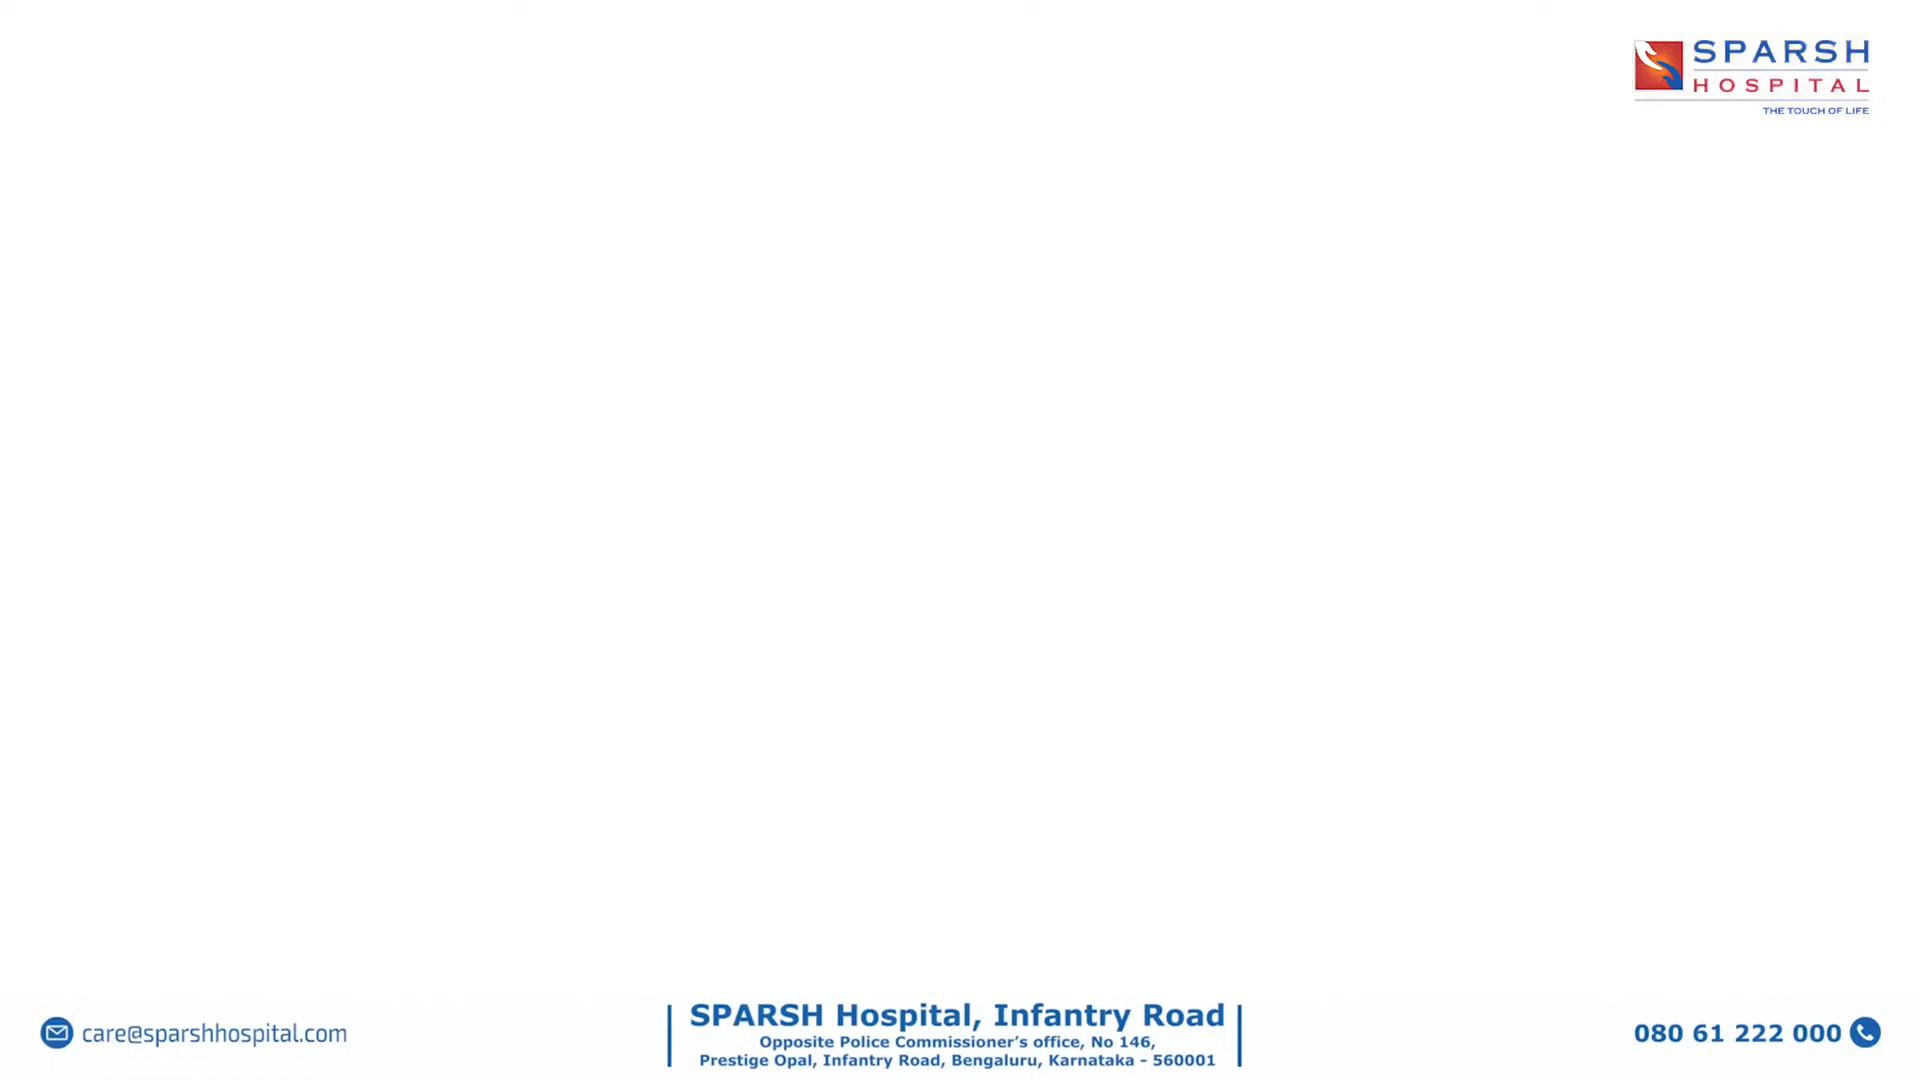 SPARSH
HOSPITAL
THE TOUCH OF LIFE
care@sparshhospital.com
SPARSH Hospital, Infantry Road
Opposite Police Commissioner’s office, No 146,
Prestige Opal, Infantry Road, Bengaluru, Karnataka - 560001
080 61 222 000